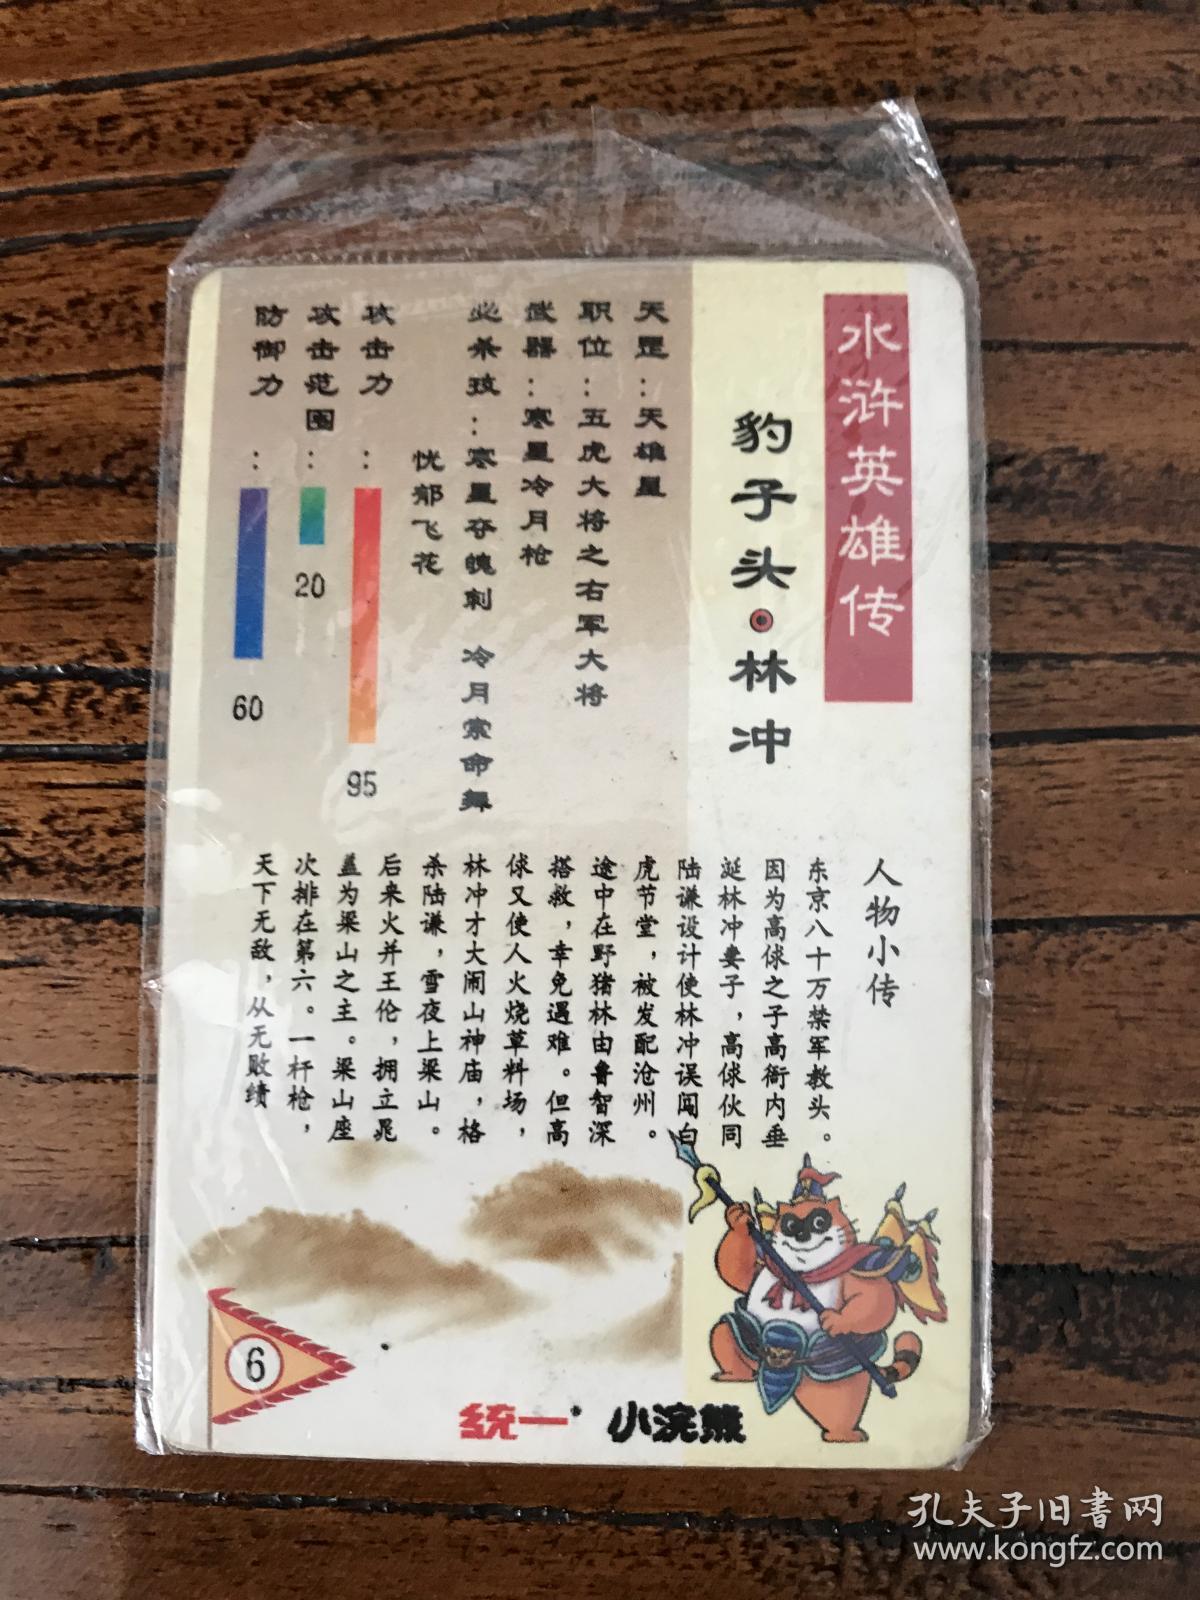 水浒英雄传
豹子头·林冲
天罡：天雄星
职位：五虎大将之右军大将
武器：寒星冷月枪
必杀技：寒星夺魄刺 冷月索命舞
恍郁飞花
攻击力：
95
攻击范围：
20
防御力：
60
人物小传
东京八十万禁军教头。
因为高俅之子高衙内垂
涎林冲妻子，高俅伙同
陆谦设计使林冲误闯白
虎节堂，被发配沧州。
途中在野猪林由鲁智深
搭救，幸免遇难。但高
俅又使人火烧草料场，
林冲才大闹山神庙，格
杀陆谦，雪夜上梁山。
后来火并王伦，拥立晁
盖为梁山之主。梁山座
次排在第六。一杆枪，
天下无敌，从无败绩
6
统一 小浣熊
孔夫子旧书网
www.kongfz.com